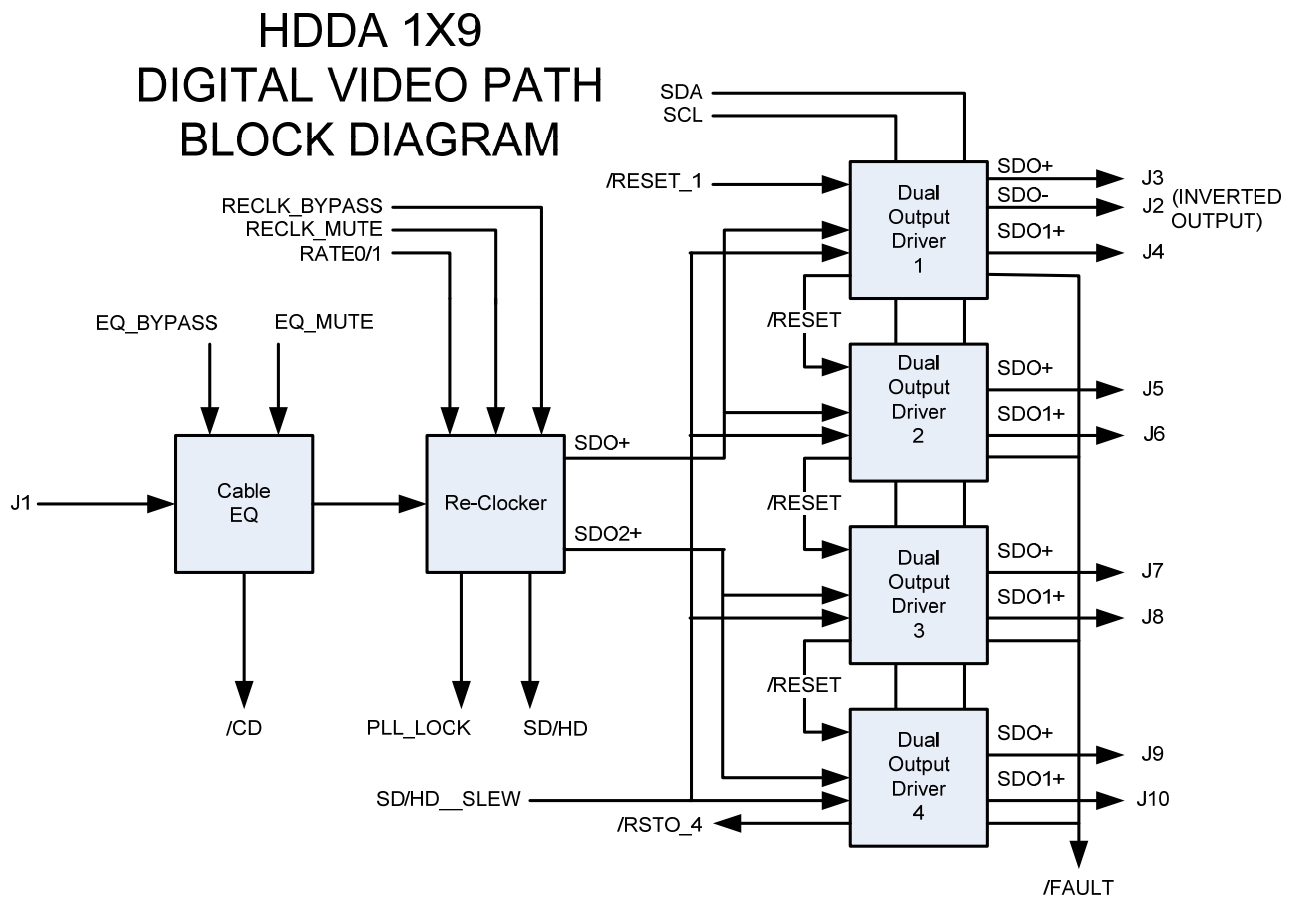 HDDA 1X9
DIGITAL VIDEO PATH
BLOCK DIAGRAM
SDA
SCL
/RESET_1
RECLK_BYPASS
RECLK_MUTE
RATE0/1
EQ_BYPASS
EQ_MUTE
J1
Cable
EQ
Re-Clocker
SDO+
SDO2+
/CD
PLL_LOCK
SD/HD
SD/HD__SLEW
/RSTO_4
Dual
Output
Driver
1
SDO+
J3
SDO-
J2
(INVERTED
OUTPUT)
SDO1+
J4
/RESET
Dual
Output
Driver
2
SDO+
J5
SDO1+
J6
/RESET
Dual
Output
Driver
3
SDO+
J7
SDO1+
J8
/RESET
Dual
Output
Driver
4
SDO+
J9
SDO1+
J10
/FAULT